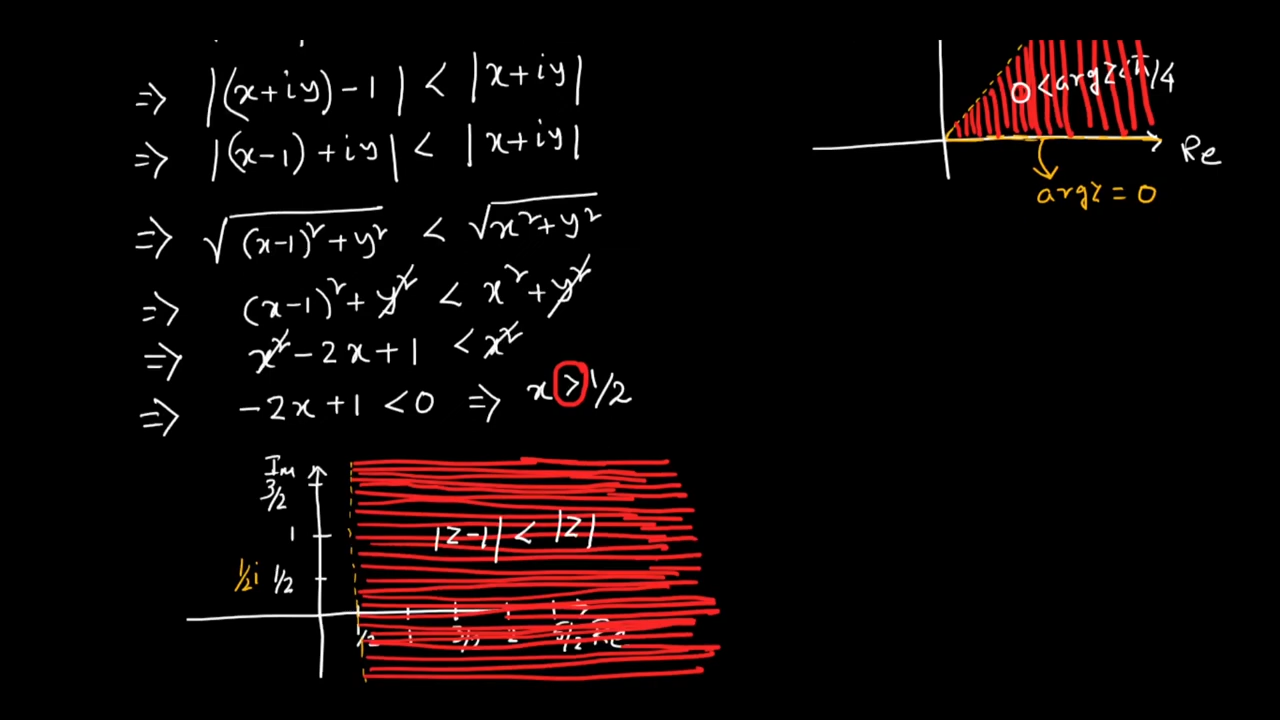 => |(x+iy)-1| < |x+iy|
=> |(x-1)+iy| < |x+iy|
=> √((x-1)²+y²) < √(x²+y²)
=> (x-1)²+y² < x²+y²
=> x²-2x+1 < x²
=> -2x+1 < 0 => x > 1/2
Im
3/2
1
½i 1/2
|z-1| < |z|
1/2 1 3/2 2 5/2 Re
0 < arg z < π/4
Re
arg z = 0